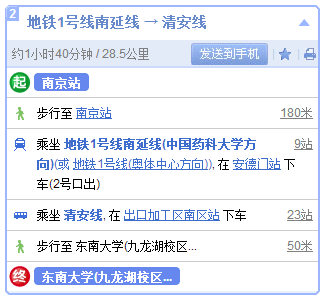 2 地铁1号线南延线 → 清安线
约1小时40分钟 / 28.5公里 发送到手机
起 南京站
步行至 南京站 180米
乘坐 地铁1号线南延线(中国药科大学方 9站
向)(或 地铁1号线(奥体中心方向)), 在 安德门站 下
车(2号口出)
乘坐 清安线, 在 出口加工区南区站 下车 23站
步行至 东南大学(九龙湖校区... 50米
终 东南大学(九龙湖校区...